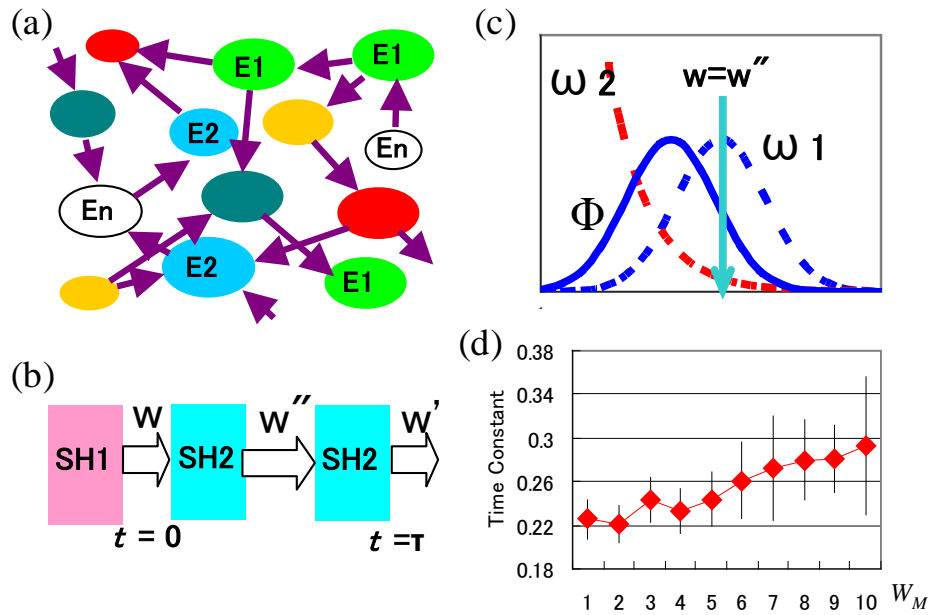 (a)
E1
E1
E2
En
En
E2
E1
(b)
SH1
W
SH2
W″
SH2
W'
t = 0
t =τ
(c)
ω 2
w=w″
ω 1
Φ
(d)
Time Constant
0.38
0.34
0.3
0.26
0.22
0.18
1 2 3 4 5 6 7 8 9 10
W_M